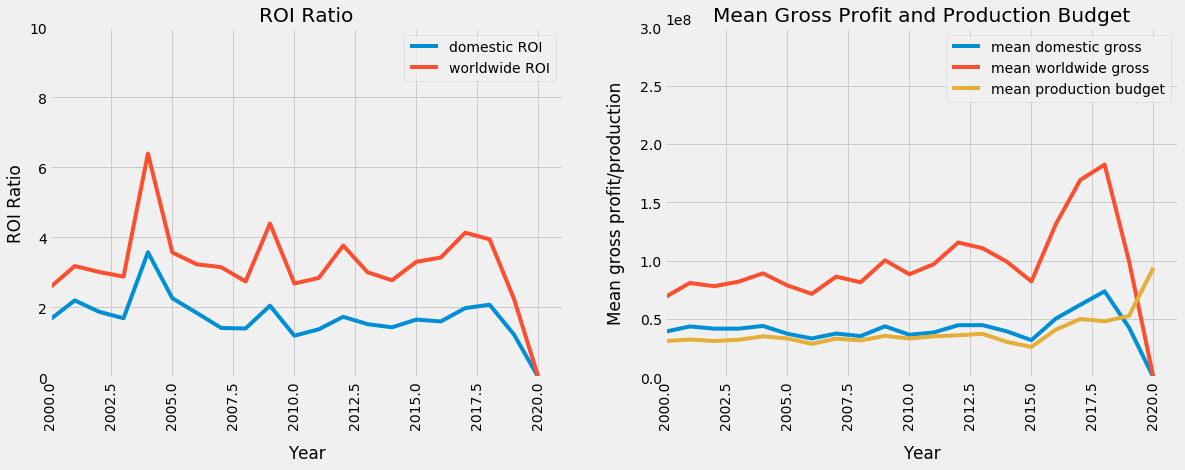 ROI Ratio
domestic ROI
worldwide ROI
ROI Ratio
10
8
6
4
2
0
2000.0
2002.5
2005.0
2007.5
2010.0
2012.5
2015.0
2017.5
2020.0
Year
Mean Gross Profit and Production Budget
1e8
mean domestic gross
mean worldwide gross
mean production budget
Mean gross profit/production
3.0
2.5
2.0
1.5
1.0
0.5
0.0
2000.0
2002.5
2005.0
2007.5
2010.0
2012.5
2015.0
2017.5
2020.0
Year